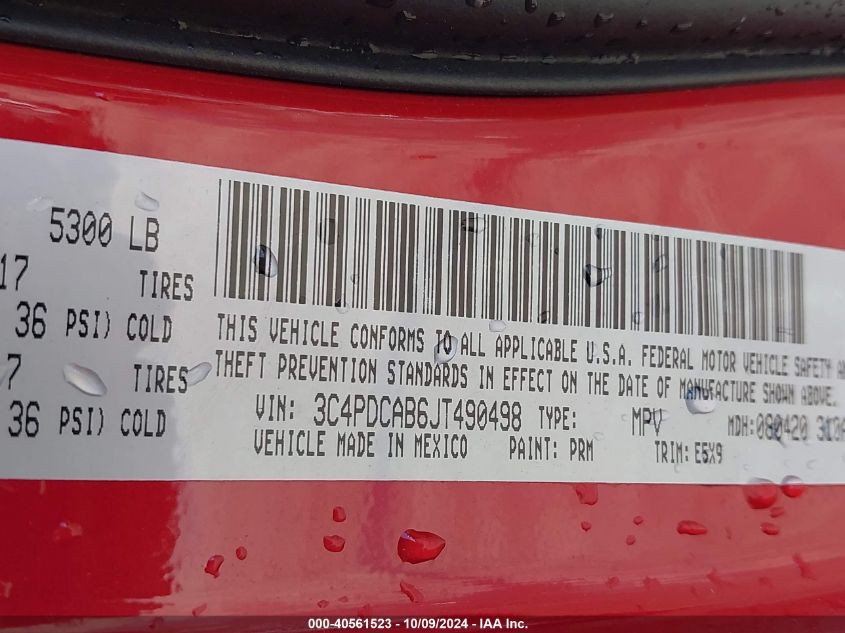 5300 LB
17 TIRES
36 PSI) COLD
7 TIRES
36 PSI) COLD
THIS VEHICLE CONFORMS TO ALL APPLICABLE U.S.A. FEDERAL MOTOR VEHICLE SAFETY
THEFT PREVENTION STANDARDS IN EFFECT ON THE DATE OF MANUFACTURE SHOWN ABOVE.
VIN: 3C4PDCAB6JT490498 TYPE: MPV MDH: 080420
VEHICLE MADE IN MEXICO PAINT: PRM TRIM: E5X9
000-40561523 - 10/09/2024 - IAA Inc.